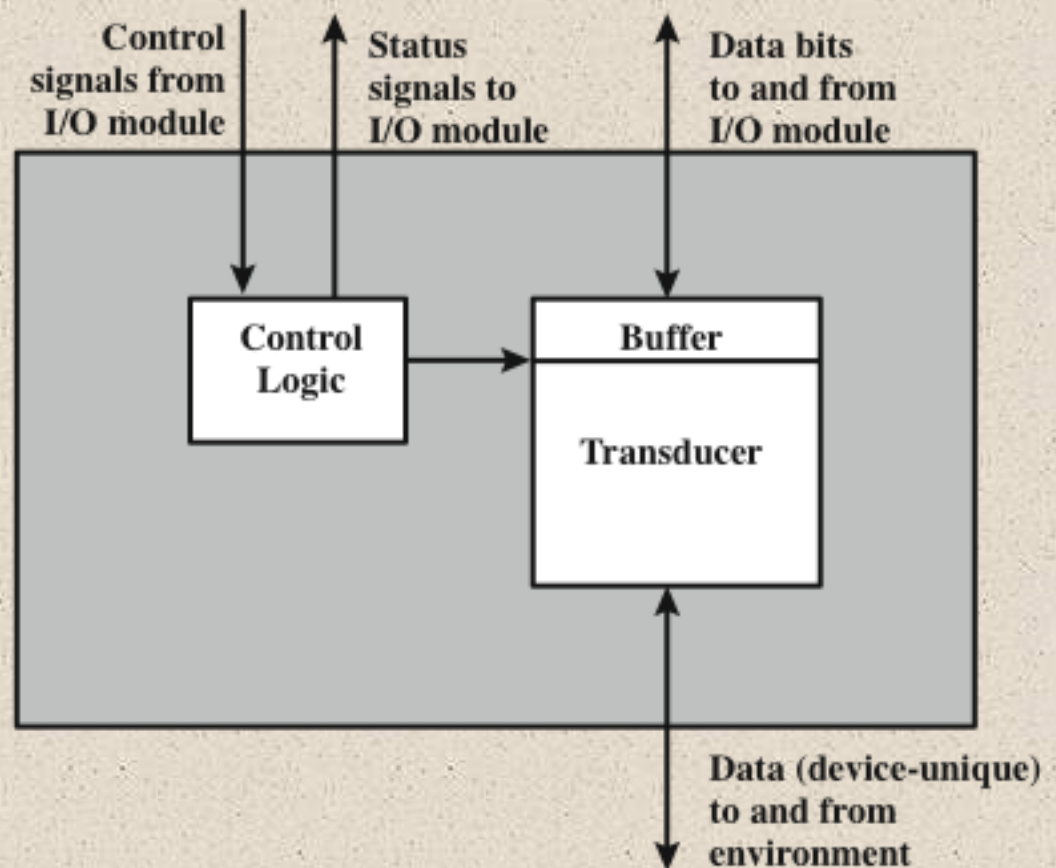 Control
signals from
I/O module
Status
signals to
I/O module
Data bits
to and from
I/O module
Control
Logic
Buffer
Transducer
Data (device-unique)
to and from
environment